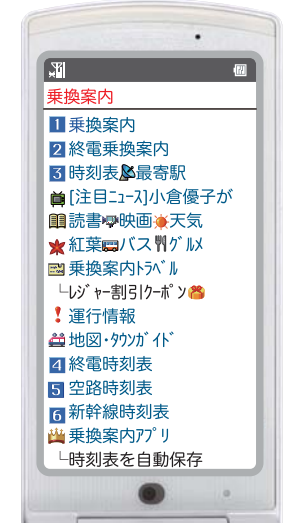 乗換案内
1 乗換案内
2 終電乗換案内
3 時刻表 最寄駅
[注目ﾆｭｰｽ]小倉優子が
読書 映画 天気
紅葉 バス ｸﾞﾙﾒ
乗換案内ﾄﾗﾍﾞﾙ
└ﾚｼﾞｬｰ割引ｸｰﾎﾟﾝ
運行情報
地図･ﾀｳﾝｶﾞｲﾄﾞ
4 終電時刻表
5 空路時刻表
6 新幹線時刻表
乗換案内ｱﾌﾟﾘ
└時刻表を自動保存